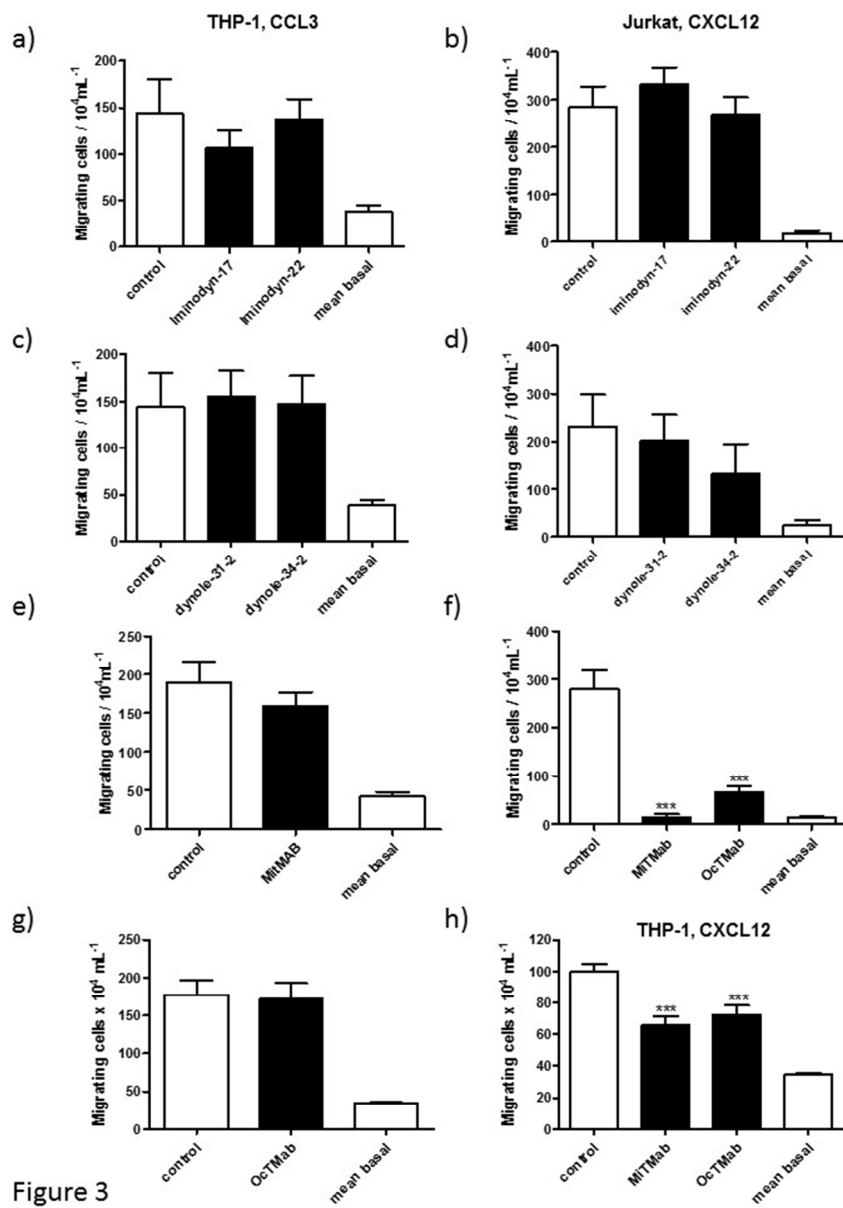 a)
THP-1, CCL3
Migrating cells / 10⁴mL⁻¹
200
150
100
50
0
control
Iminodyn-17
Iminodyn-22
mean basal
b)
Jurkat, CXCL12
Migrating cells / 10⁴mL⁻¹
400
300
200
100
0
control
iminodyn-17
iminodyn-22
mean basal
c)
Migrating cells / 10⁴mL⁻¹
200
150
100
50
0
control
dynole-31-2
dynole-34-2
mean basal
d)
Migrating cells / 10⁴mL⁻¹
400
300
200
100
0
control
dynole-31-2
dynole-34-2
mean basal
e)
Migrating cells / 10⁴mL⁻¹
250
200
150
100
50
0
control
MitMAB
mean basal
f)
Migrating cells / 10⁴mL⁻¹
400
300
200
100
0
***
***
control
MiTMab
OcTMab
mean basal
g)
Migrating cells x 10⁴ mL⁻¹
250
200
150
100
50
0
control
OcTMab
mean basal
h)
THP-1, CXCL12
Migrating cells x 10⁴ mL⁻¹
120
100
80
60
40
20
0
***
***
control
MiTMab
OcTMab
mean basal
Figure 3